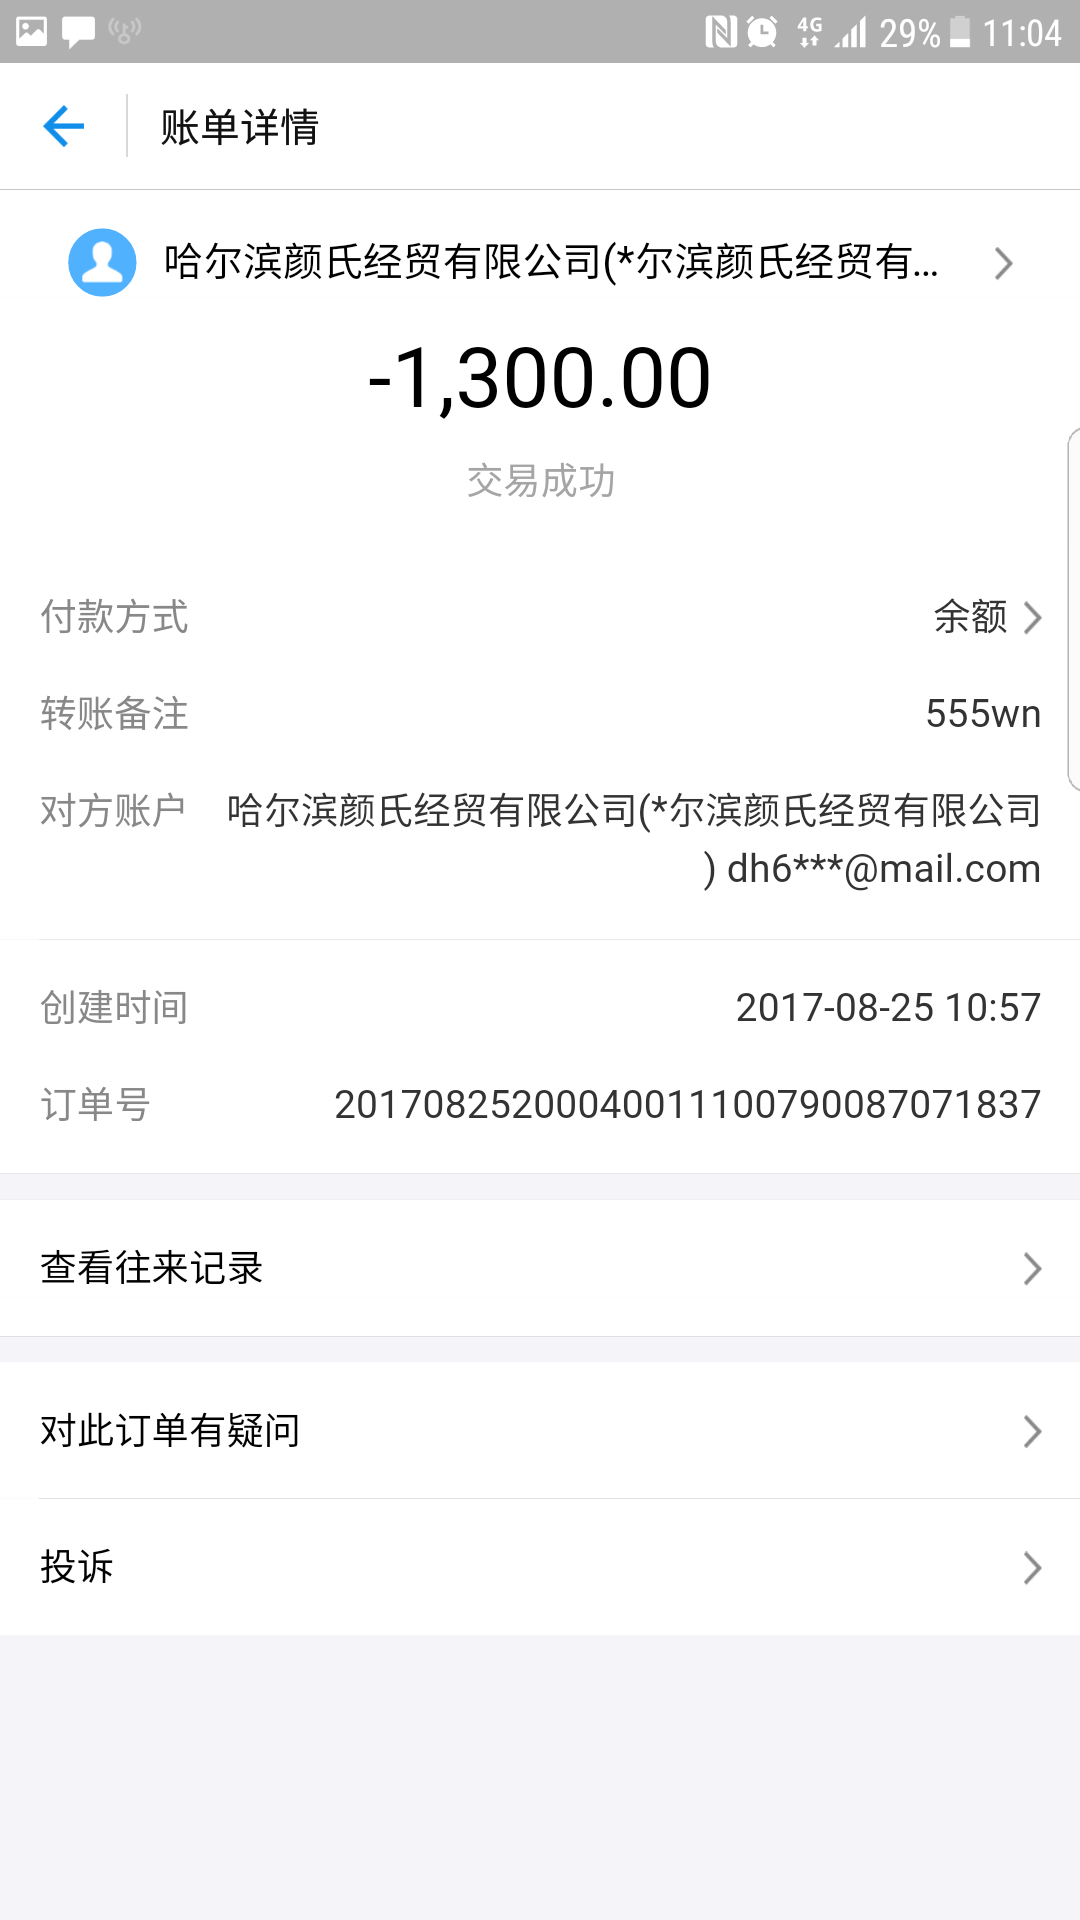 4G 29% 11:04
账单详情
哈尔滨颜氏经贸有限公司(*尔滨颜氏经贸有...
-1,300.00
交易成功
付款方式 余额
转账备注 555wn
对方账户 哈尔滨颜氏经贸有限公司(*尔滨颜氏经贸有限公司
) dh6***@mail.com
创建时间 2017-08-25 10:57
订单号 20170825200040011100790087071837
查看往来记录
对此订单有疑问
投诉